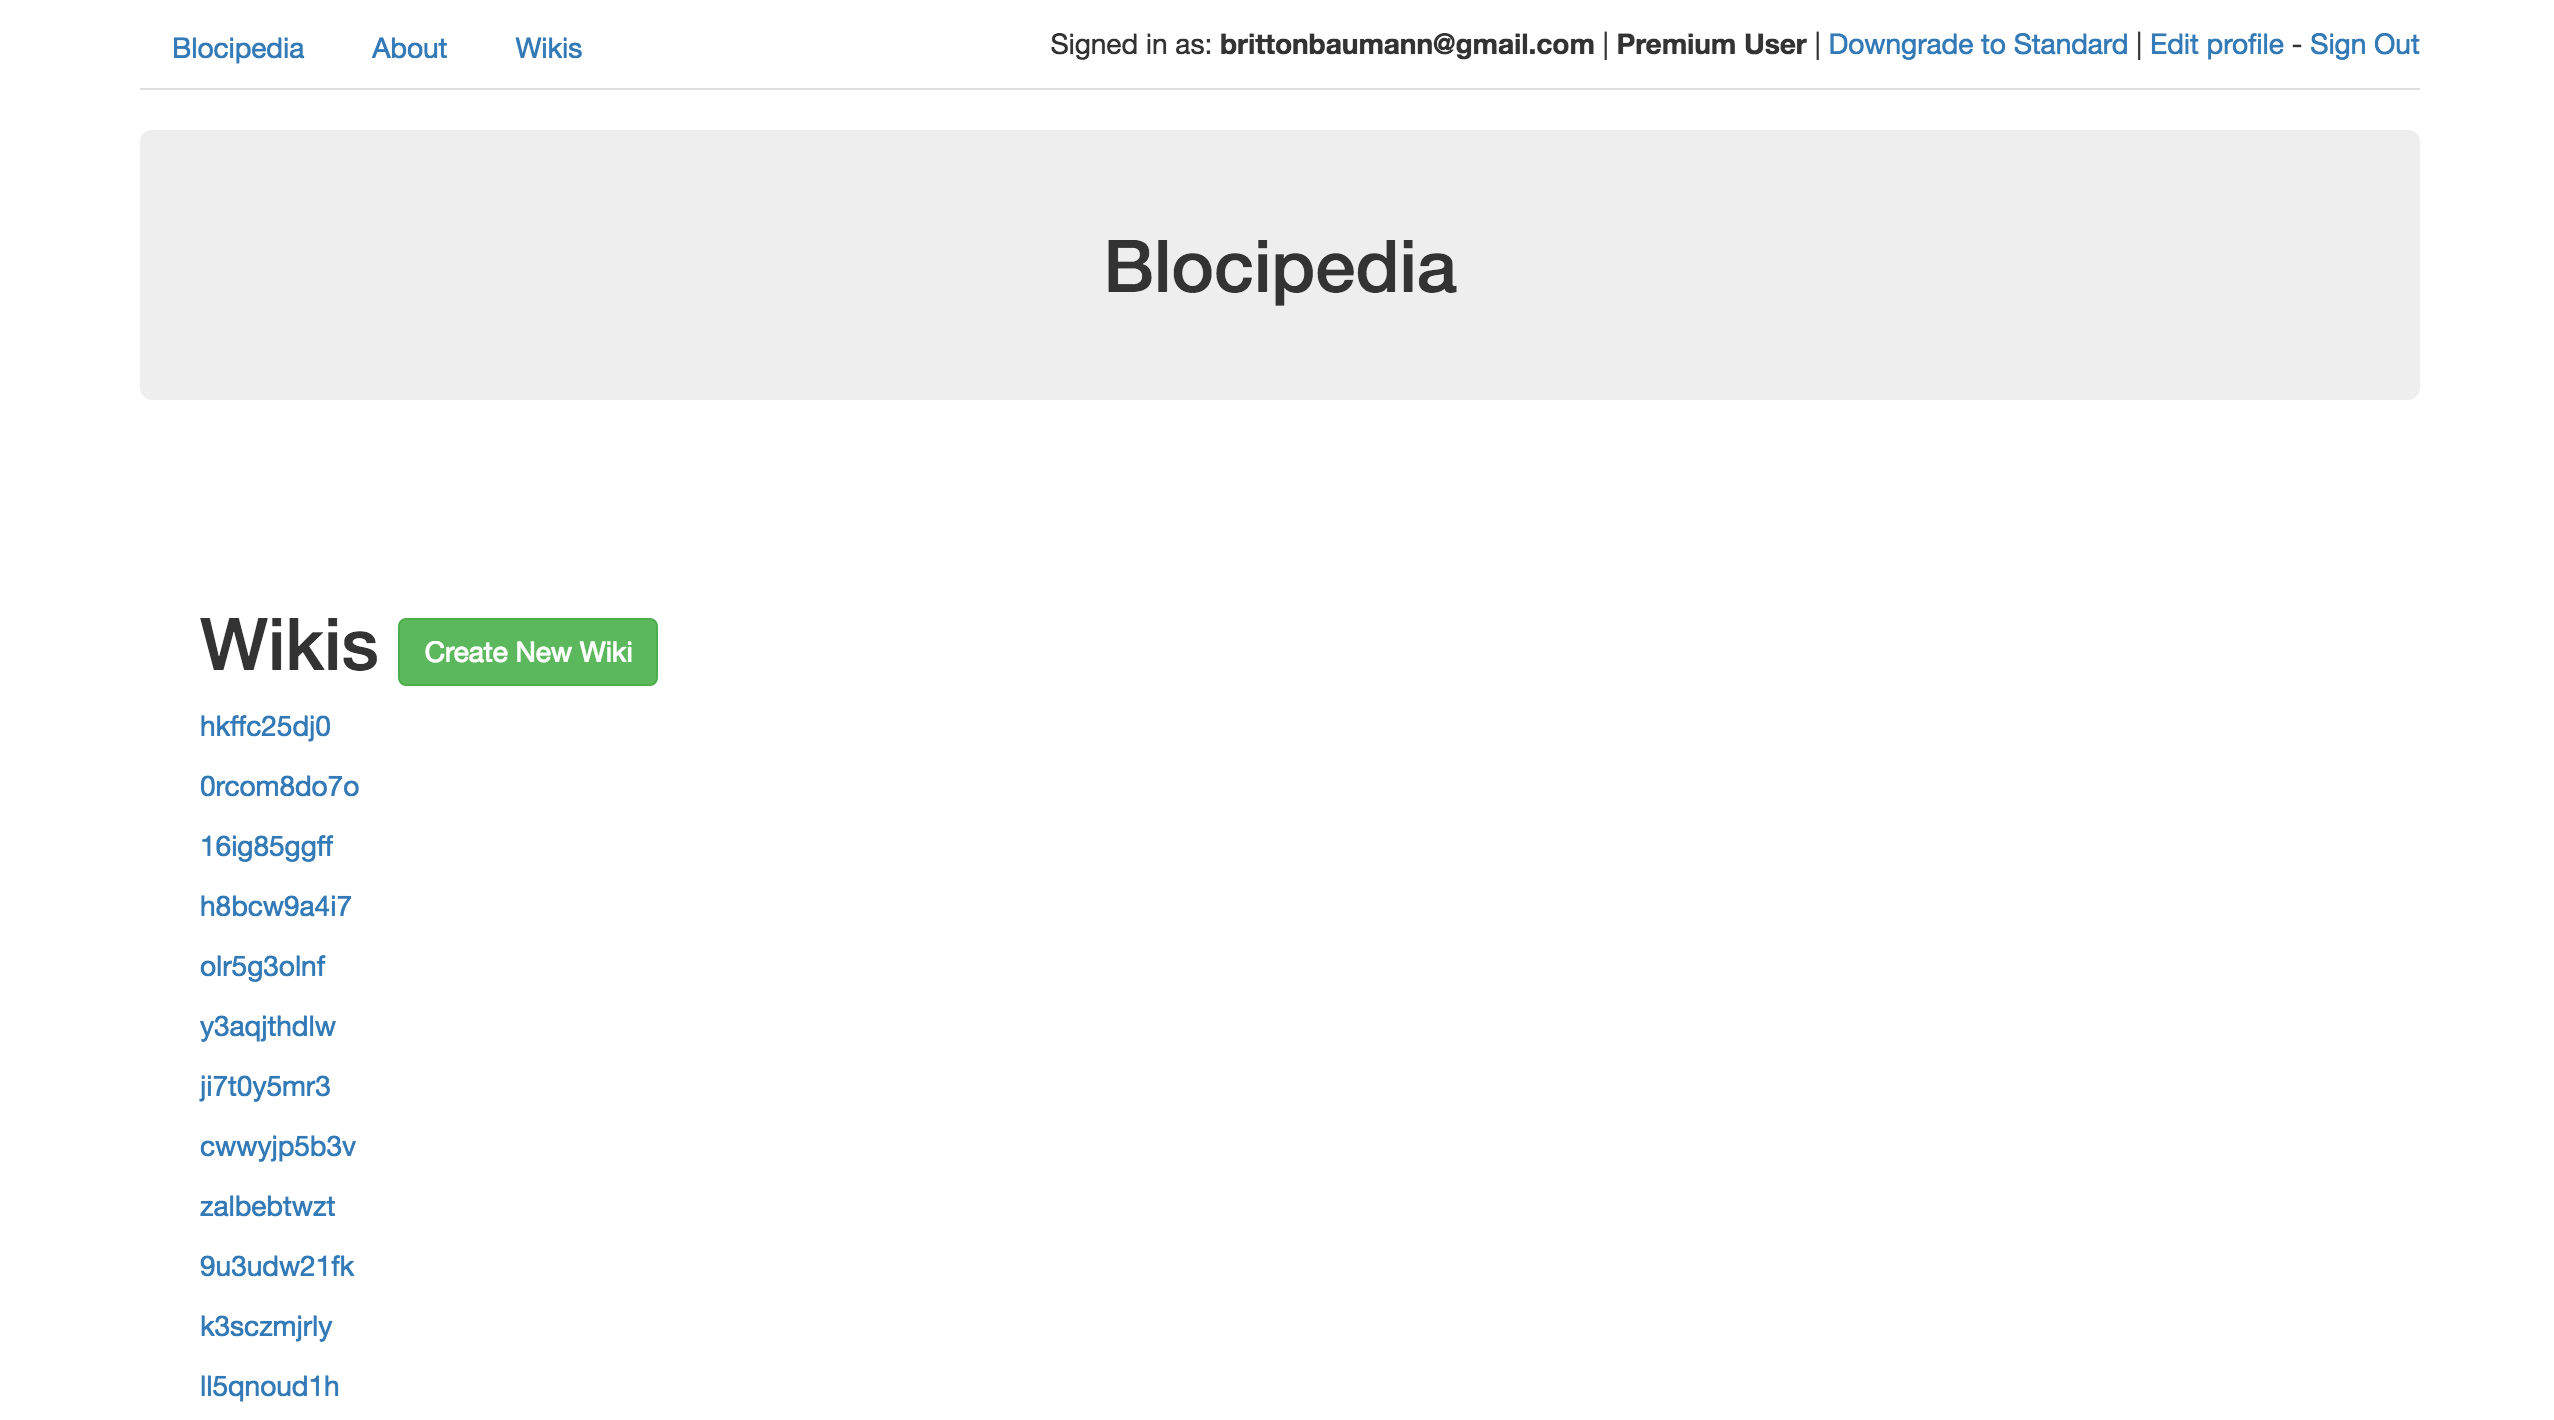 Blocipedia About Wikis Signed in as: brittonbaumann@gmail.com | Premium User | Downgrade to Standard | Edit profile - Sign Out
Blocipedia
Wikis Create New Wiki
hkffc25dj0
0rcom8do7o
16ig85ggff
h8bcw9a4i7
olr5g3olnf
y3aqjthdlw
ji7t0y5mr3
cwwyjp5b3v
zalbebtwzt
9u3udw21fk
k3sczmjrly
ll5qnoud1h